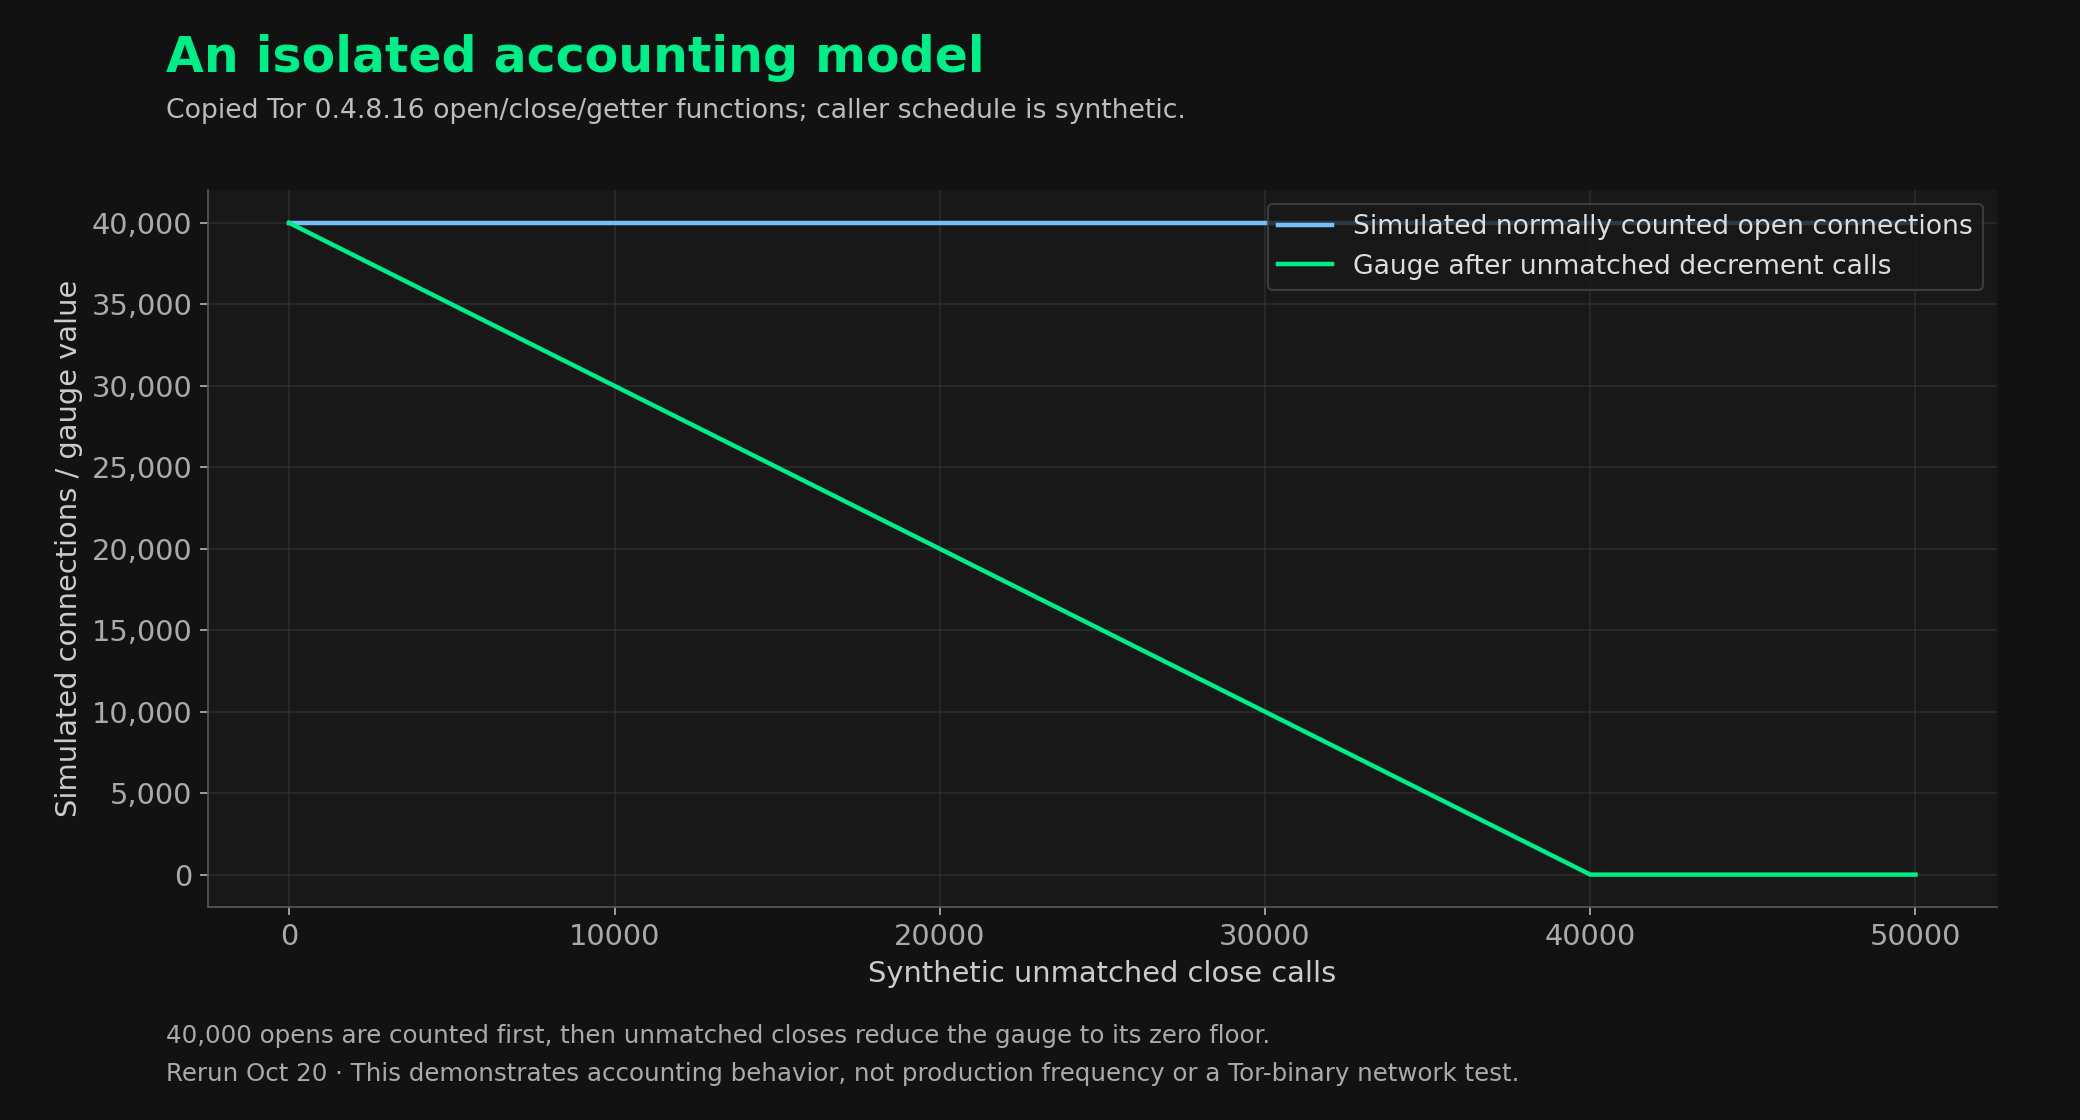 An isolated accounting model
Copied Tor 0.4.8.16 open/close/getter functions; caller schedule is synthetic.
Simulated connections / gauge value
40,000
35,000
30,000
25,000
20,000
15,000
10,000
5,000
0
Simulated normally counted open connections
Gauge after unmatched decrement calls
0
10000
20000
30000
40000
50000
Synthetic unmatched close calls
40,000 opens are counted first, then unmatched closes reduce the gauge to its zero floor.
Rerun Oct 20 · This demonstrates accounting behavior, not production frequency or a Tor-binary network test.